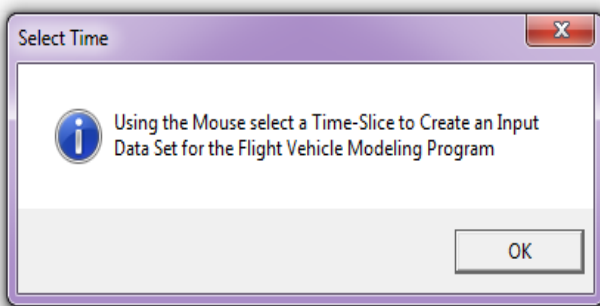 Select Time
Using the Mouse select a Time-Slice to Create an Input
Data Set for the Flight Vehicle Modeling Program
OK